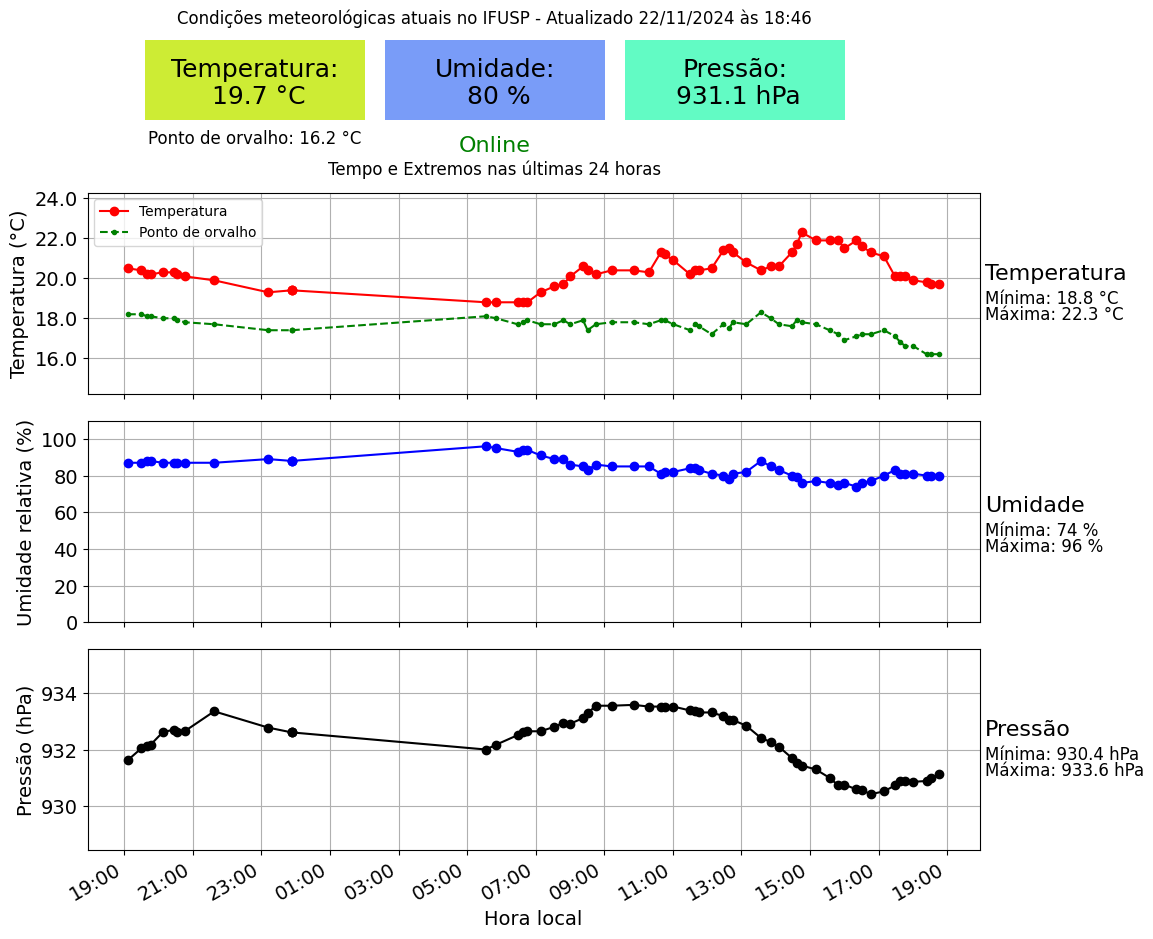 Condições meteorológicas atuais no IFUSP - Atualizado 22/11/2024 às 18:46
Temperatura:
19.7 °C
Umidade:
80 %
Pressão:
931.1 hPa
Ponto de orvalho: 16.2 °C
Online
Tempo e Extremos nas últimas 24 horas
Temperatura (°C)
24.0
22.0
20.0
18.0
16.0
Temperatura
Ponto de orvalho
Temperatura
Mínima: 18.8 °C
Máxima: 22.3 °C
Umidade relativa (%)
100
80
60
40
20
0
Umidade
Mínima: 74 %
Máxima: 96 %
Pressão (hPa)
934
932
930
Pressão
Mínima: 930.4 hPa
Máxima: 933.6 hPa
19:00 21:00 23:00 01:00 03:00 05:00 07:00 09:00 11:00 13:00 15:00 17:00 19:00
Hora local